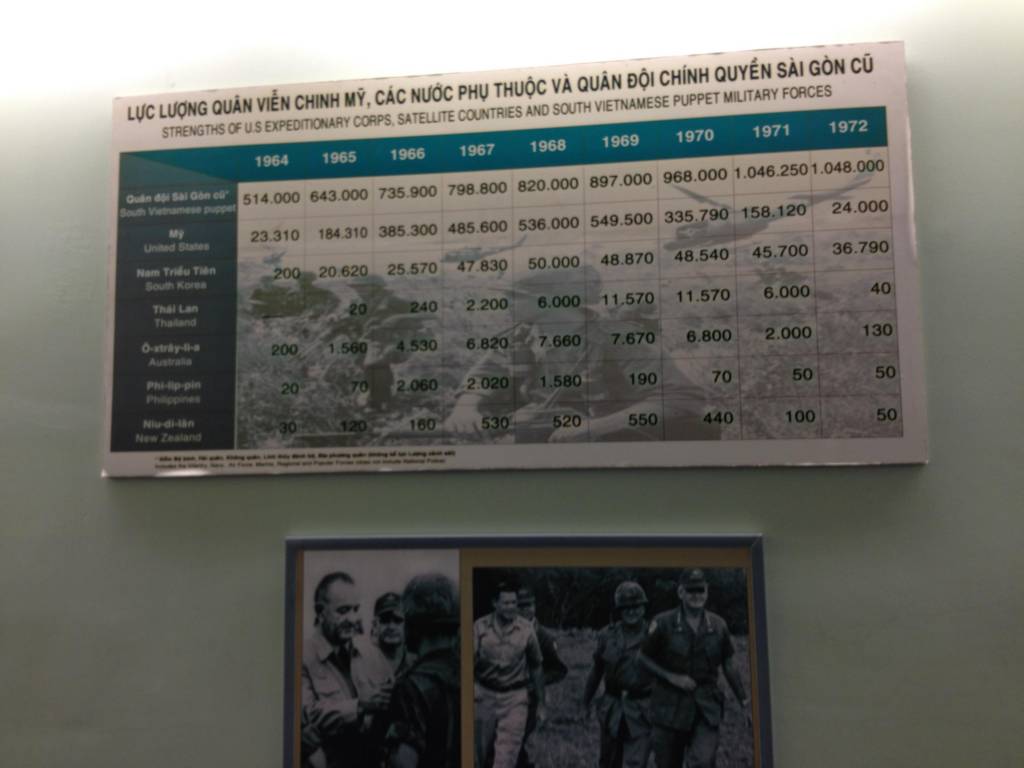 LỰC LƯỢNG QUÂN VIỄN CHINH MỸ, CÁC NƯỚC PHỤ THUỘC VÀ QUÂN ĐỘI CHÍNH QUYỀN SÀI GÒN CŨ
STRENGTHS OF U.S EXPEDITIONARY CORPS, SATELLITE COUNTRIES AND SOUTH VIETNAMESE PUPPET MILITARY FORCES
1964 1965 1966 1967 1968 1969 1970 1971 1972
Quân đội Sài Gòn cũ* 514.000 643.000 735.900 798.800 820.000 897.000 968.000 1.046.250 1.048.000
South Vietnamese puppet
Mỹ 23.310 184.310 385.300 485.600 536.000 549.500 335.790 158.120 24.000
United States
Nam Triều Tiên 200 20.620 25.570 47.830 50.000 48.870 48.540 45.700 36.790
South Korea
Thái Lan 20 240 2.200 6.000 11.570 11.570 6.000 40
Thailand
Ô-xtrây-li-a 200 1.560 4.530 6.820 7.660 7.670 6.800 2.000 130
Australia
Phi-lip-pin 20 70 2.060 2.020 1.580 190 70 50 50
Philippines
Niu-di-lân 30 120 160 530 520 550 440 100 50
New Zealand